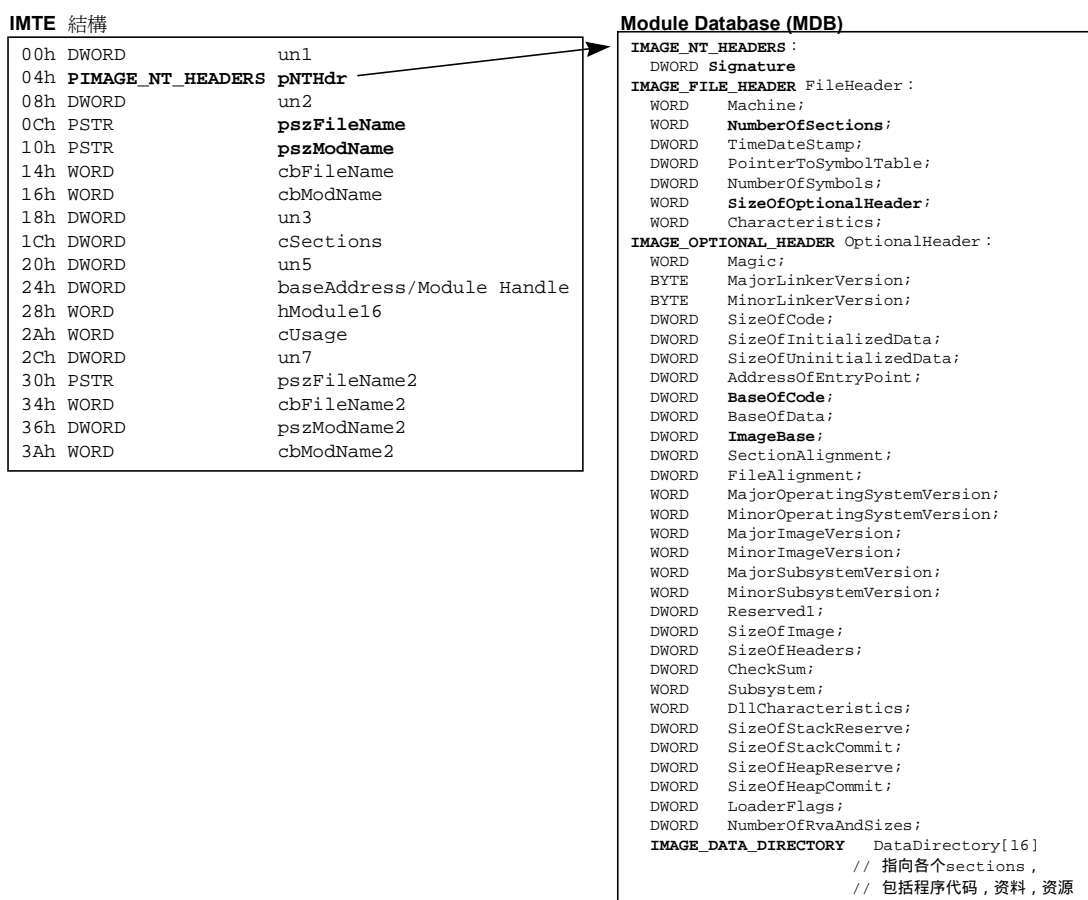 IMTE 結構
00h DWORD un1
04h PIMAGE_NT_HEADERS pNTHdr
08h DWORD un2
0Ch PSTR pszFileName
10h PSTR pszModName
14h WORD cbFileName
16h WORD cbModName
18h DWORD un3
1Ch DWORD cSections
20h DWORD un5
24h DWORD baseAddress/Module Handle
28h WORD hModule16
2Ah WORD cUsage
2Ch DWORD un7
30h PSTR pszFileName2
34h WORD cbFileName2
36h DWORD pszModName2
3Ah WORD cbModName2
Module Database (MDB)
IMAGE_NT_HEADERS：
DWORD Signature
IMAGE_FILE_HEADER FileHeader：
WORD Machine;
WORD NumberOfSections;
DWORD TimeDateStamp;
DWORD PointerToSymbolTable;
DWORD NumberOfSymbols;
WORD SizeOfOptionalHeader;
WORD Characteristics;
IMAGE_OPTIONAL_HEADER OptionalHeader：
WORD Magic;
BYTE MajorLinkerVersion;
BYTE MinorLinkerVersion;
DWORD SizeOfCode;
DWORD SizeOfInitializedData;
DWORD SizeOfUninitializedData;
DWORD AddressOfEntryPoint;
DWORD BaseOfCode;
DWORD BaseOfData;
DWORD ImageBase;
DWORD SectionAlignment;
DWORD FileAlignment;
WORD MajorOperatingSystemVersion;
WORD MinorOperatingSystemVersion;
WORD MajorImageVersion;
WORD MinorImageVersion;
WORD MajorSubsystemVersion;
WORD MinorSubsystemVersion;
DWORD Reserved1;
DWORD SizeOfImage;
DWORD SizeOfHeaders;
DWORD CheckSum;
WORD Subsystem;
WORD DllCharacteristics;
DWORD SizeOfStackReserve;
DWORD SizeOfStackCommit;
DWORD SizeOfHeapReserve;
DWORD SizeOfHeapCommit;
DWORD LoaderFlags;
DWORD NumberOfRvaAndSizes;
IMAGE_DATA_DIRECTORY DataDirectory[16]
// 指向各个sections，
// 包括程序代码，资料，资源